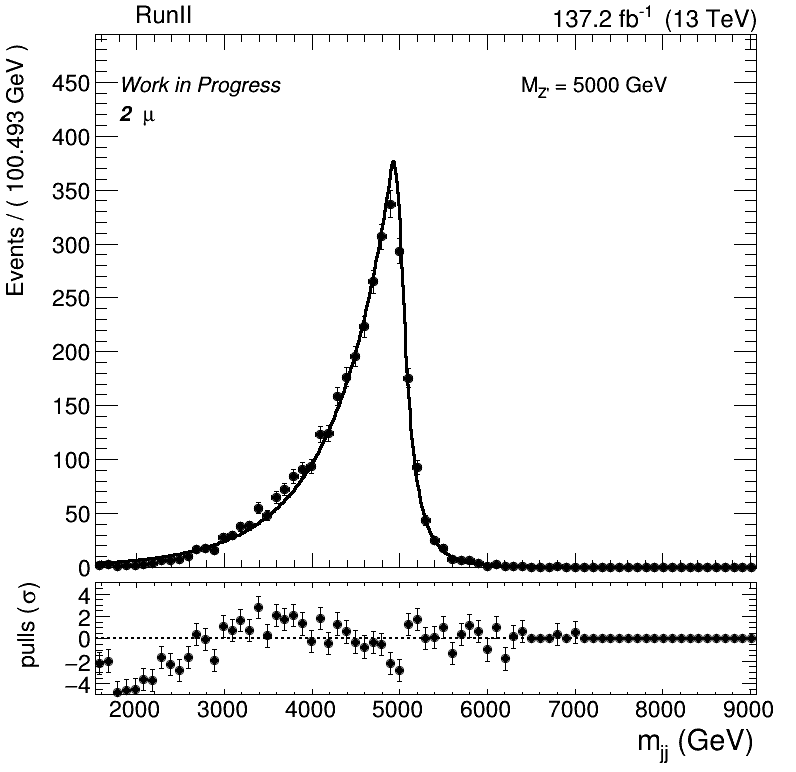 RunII 137.2 fb⁻¹ (13 TeV)
Events / ( 100.493 GeV )
Work in Progress
2 μ
M_Z' = 5000 GeV
450
400
350
300
250
200
150
100
50
0
pulls (σ)
4
2
0
−2
−4
2000 3000 4000 5000 6000 7000 8000 9000
m_jj (GeV)